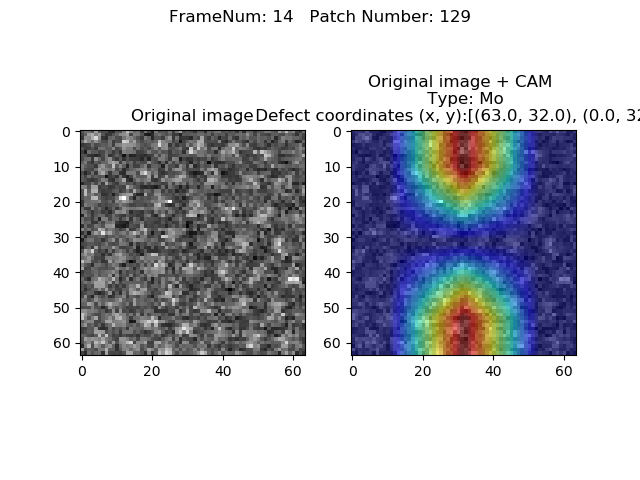 FrameNum: 14   Patch Number: 129
Original image + CAM
Type: Mo
Original image
Defect coordinates (x, y):[(63.0, 32.0), (0.0, 32
0
10
20
30
40
50
60
0 20 40 60
0
10
20
30
40
50
60
0 20 40 60